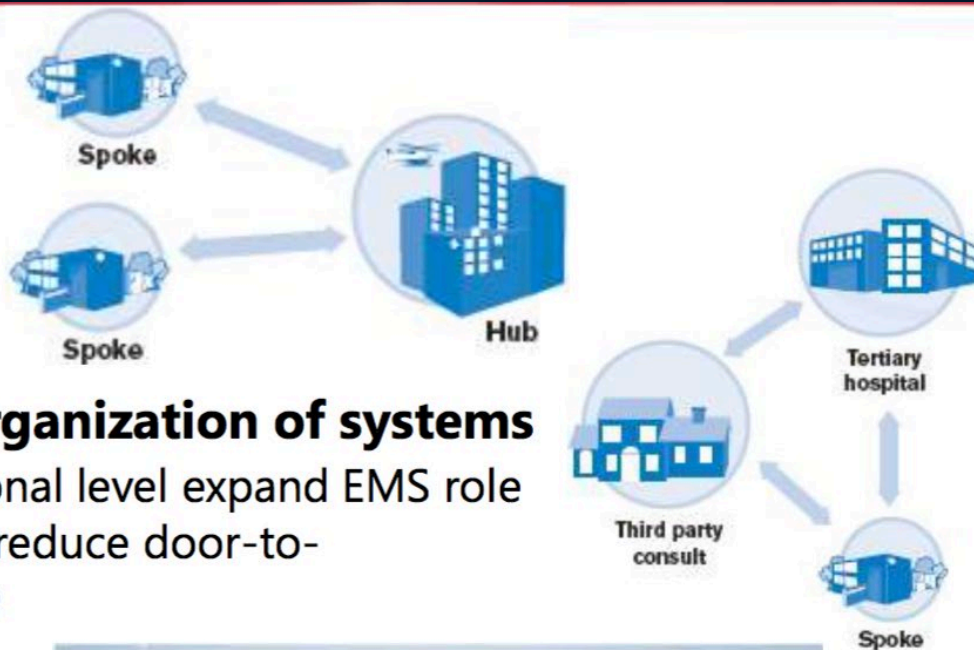 Spoke
Spoke
Hub
Tertiary
hospital
rganization of systems
onal level expand EMS role
reduce door-to-
Third party
consult
Spoke